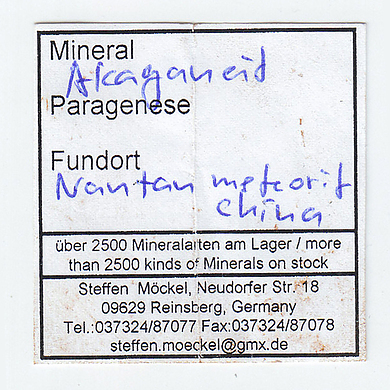 Mineral
Akaganeit
Paragenese
Fundort
Nantan meteorit
China
über 2500 Mineralarten am Lager / more
than 2500 kinds of Minerals on stock
Steffen Möckel, Neudorfer Str. 18
09629 Reinsberg, Germany
Tel.:037324/87077 Fax:037324/87078
steffen.moeckel@gmx.de